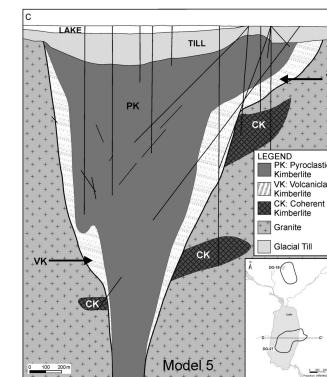 C
LAKE
TILL
PK
CK
LEGEND
PK: Pyroclastic
Kimberlite
VK: Volcanicla
Kimberlite
CK: Coherent
Kimberlite
Granite
Glacial Till
VK
CK
CK
0 100 200m
Model 5